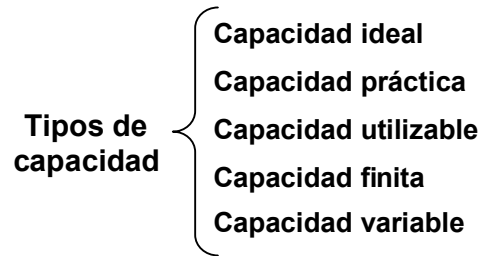 Tipos de
capacidad
Capacidad ideal
Capacidad práctica
Capacidad utilizable
Capacidad finita
Capacidad variable